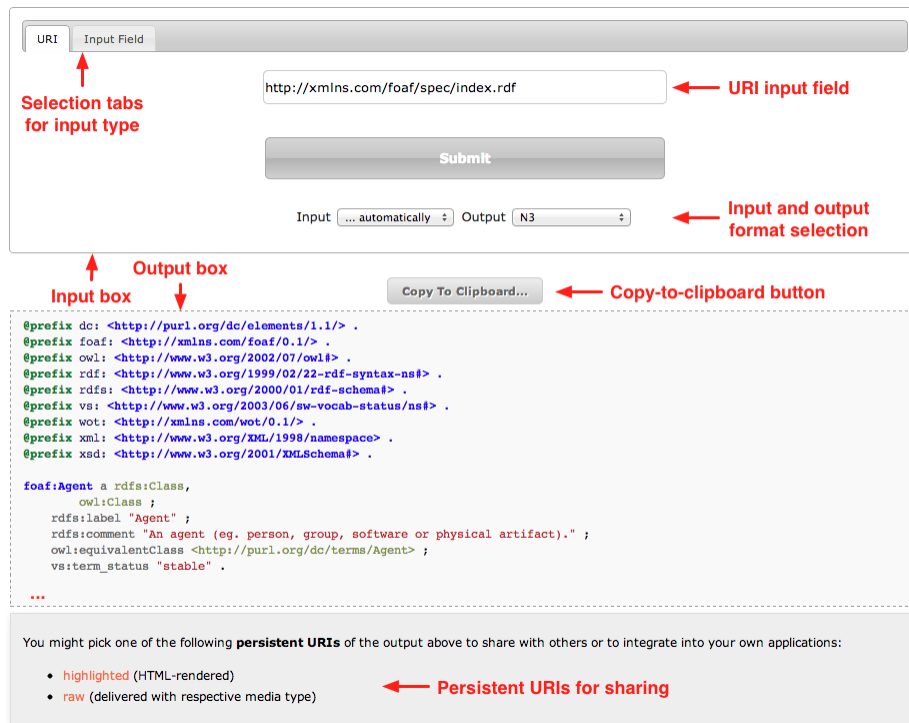 URI Input Field
Selection tabs
for input type
http://xmlns.com/foaf/spec/index.rdf
URI input field
Submit
Input ... automatically Output N3
Input and output
format selection
Output box
Input box
Copy To Clipboard...
Copy-to-clipboard button
@prefix dc: <http://purl.org/dc/elements/1.1/> .
@prefix foaf: <http://xmlns.com/foaf/0.1/> .
@prefix owl: <http://www.w3.org/2002/07/owl#> .
@prefix rdf: <http://www.w3.org/1999/02/22-rdf-syntax-ns#> .
@prefix rdfs: <http://www.w3.org/2000/01/rdf-schema#> .
@prefix vs: <http://www.w3.org/2003/06/sw-vocab-status/ns#> .
@prefix wot: <http://xmlns.com/wot/0.1/> .
@prefix xml: <http://www.w3.org/XML/1998/namespace> .
@prefix xsd: <http://www.w3.org/2001/XMLSchema#> .
foaf:Agent a rdfs:Class,
owl:Class ;
rdfs:label "Agent" ;
rdfs:comment "An agent (eg. person, group, software or physical artifact)." ;
owl:equivalentClass <http://purl.org/dc/terms/Agent> ;
vs:term_status "stable" .
...
You might pick one of the following persistent URIs of the output above to share with others or to integrate into your own applications:
• highlighted (HTML-rendered)
• raw (delivered with respective media type)
Persistent URIs for sharing